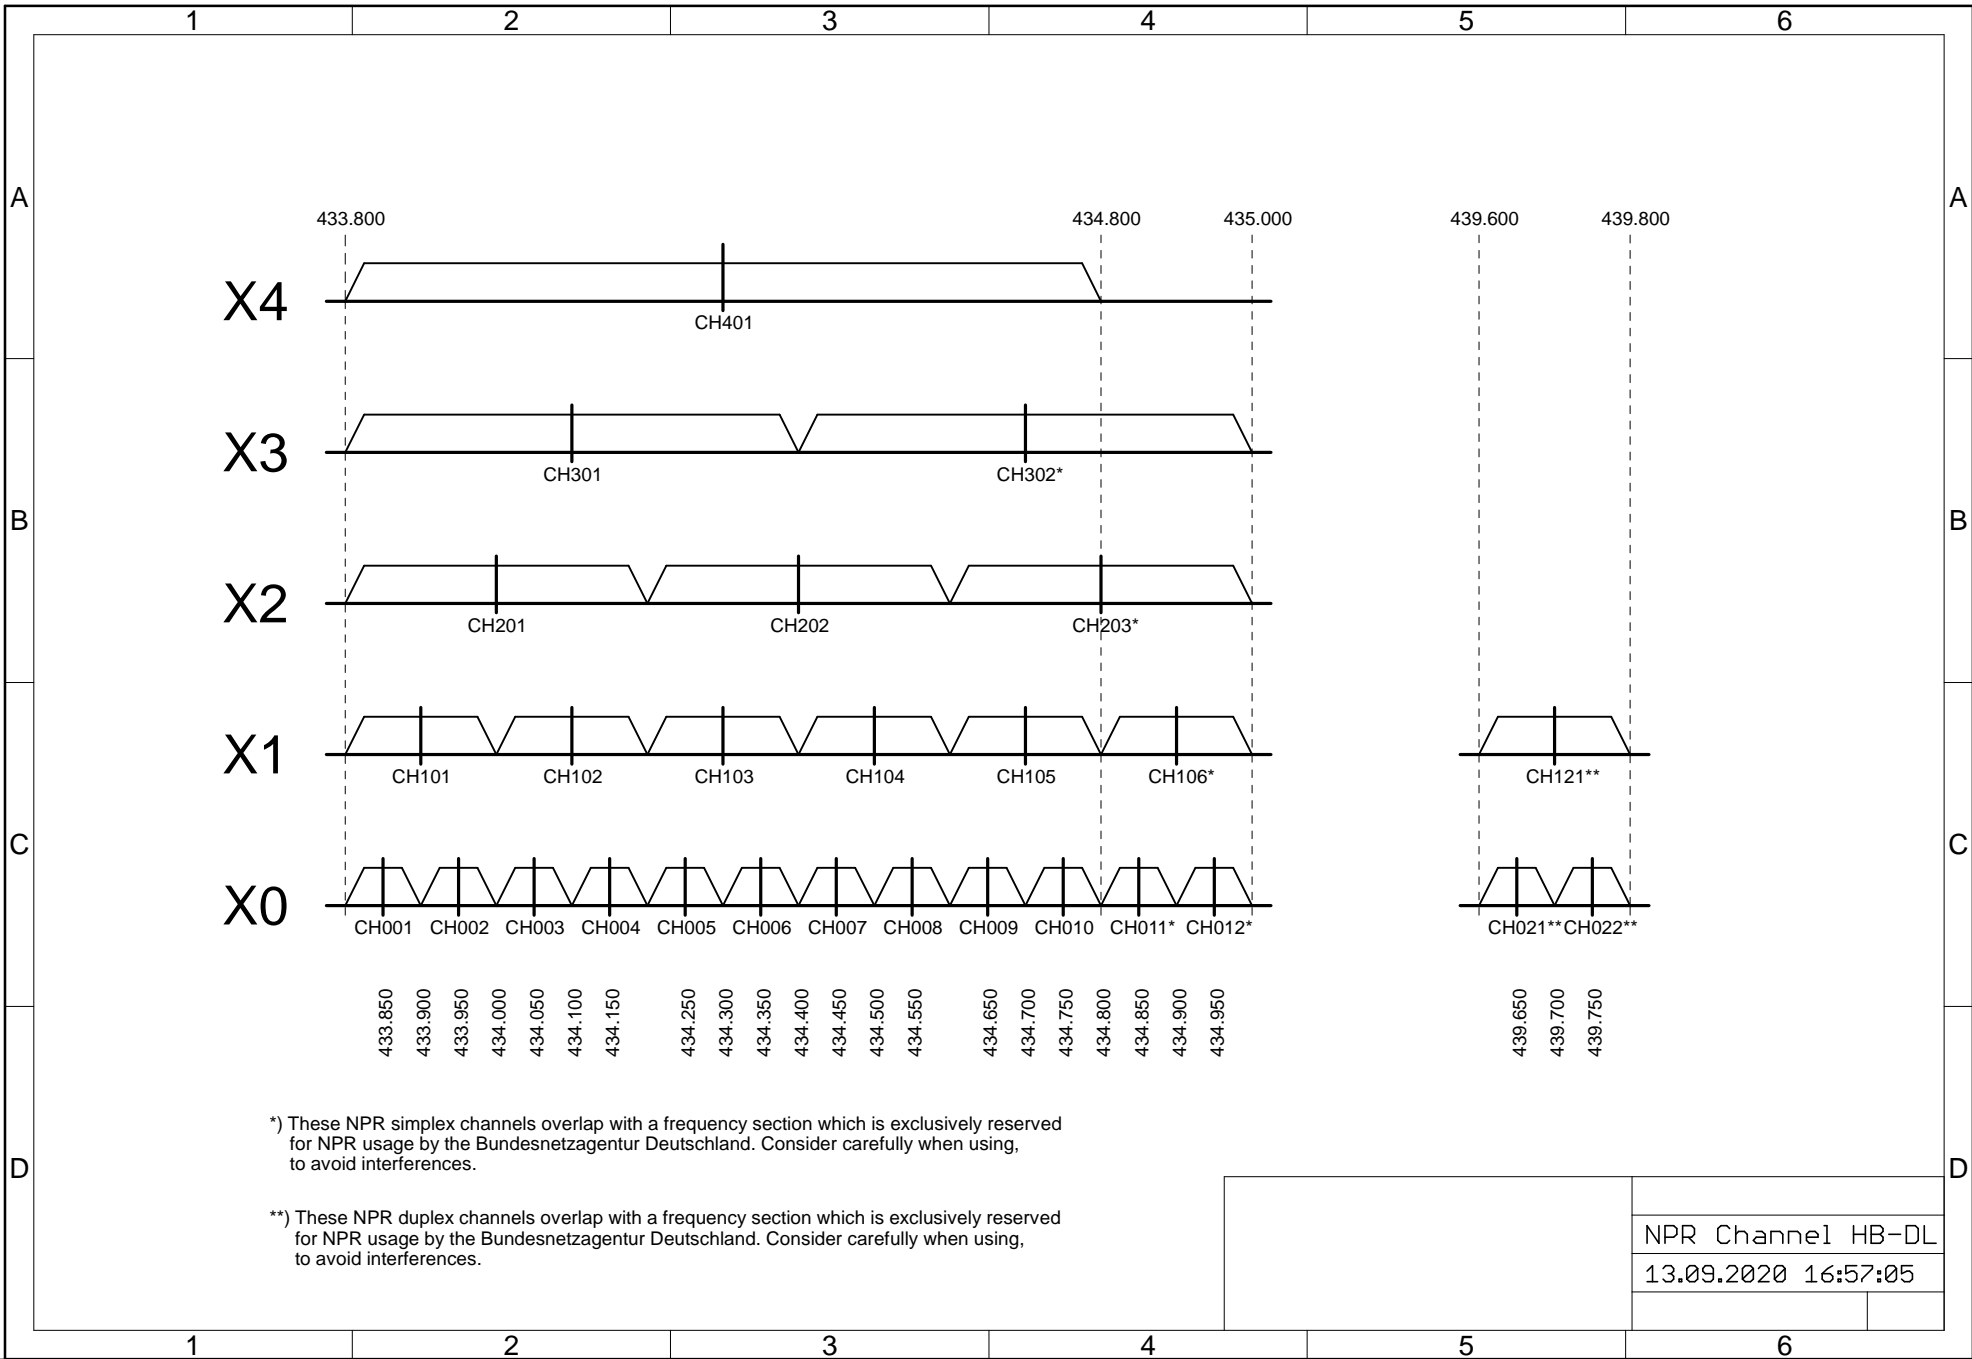 1 2 3 4 5 6
A A
433.800 434.800 435.000 439.600 439.800
X4
CH401
X3
CH301 CH302*
B B
X2
CH201 CH202 CH203*
X1
CH101 CH102 CH103 CH104 CH105 CH106* CH121**
C C
X0
CH001 CH002 CH003 CH004 CH005 CH006 CH007 CH008 CH009 CH010 CH011* CH012* CH021** CH022**
433.850 433.900 433.950 434.000 434.050 434.100 434.150 434.250 434.300 434.350 434.400 434.450 434.500 434.550 434.650 434.700 434.750 434.800 434.850 434.900 434.950 439.650 439.700 439.750
*) These NPR simplex channels overlap with a frequency section which is exclusively reserved
for NPR usage by the Bundesnetzagentur Deutschland. Consider carefully when using,
to avoid interferences.
D D
**) These NPR duplex channels overlap with a frequency section which is exclusively reserved
for NPR usage by the Bundesnetzagentur Deutschland. Consider carefully when using,
to avoid interferences.
NPR Channel HB-DL
13.09.2020 16:57:05
1 2 3 4 5 6